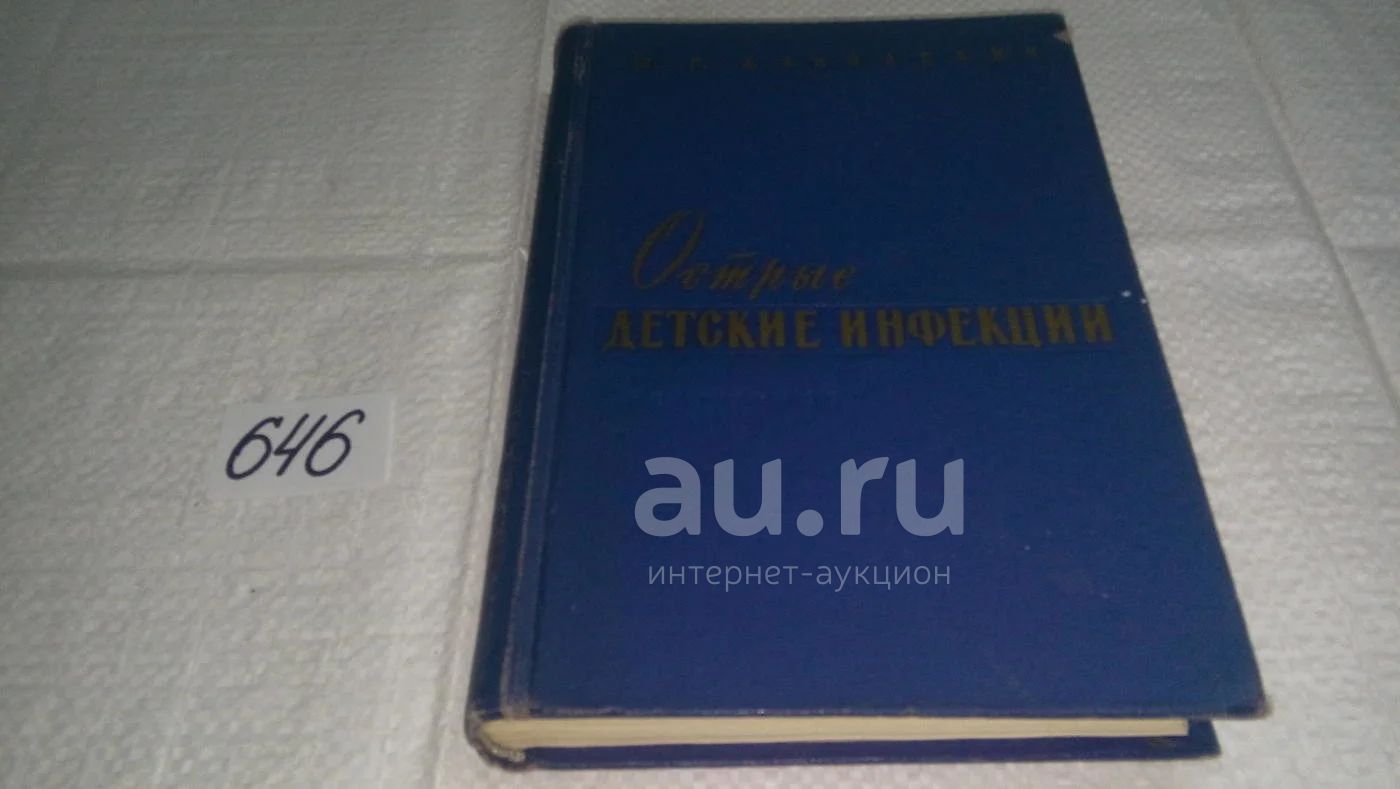 Острые
ДЕТСКИЕ ИНФЕКЦИИ
646
au.ru
интернет-аукцион